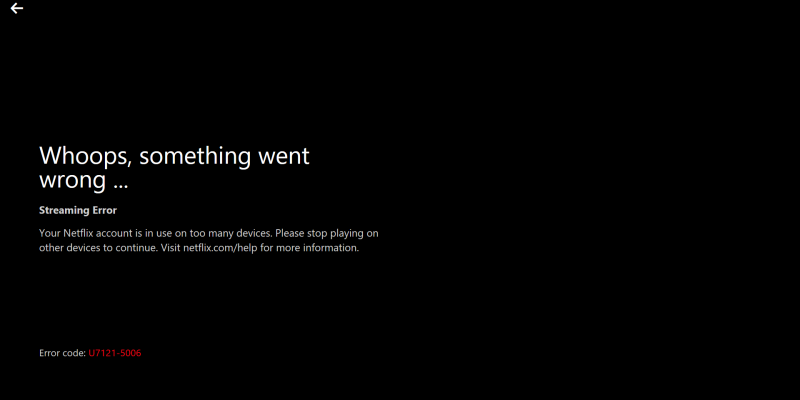 Whoops, something went
wrong ...
Streaming Error
Your Netflix account is in use on too many devices. Please stop playing on
other devices to continue. Visit netflix.com/help for more information.
Error code: U7121-5006